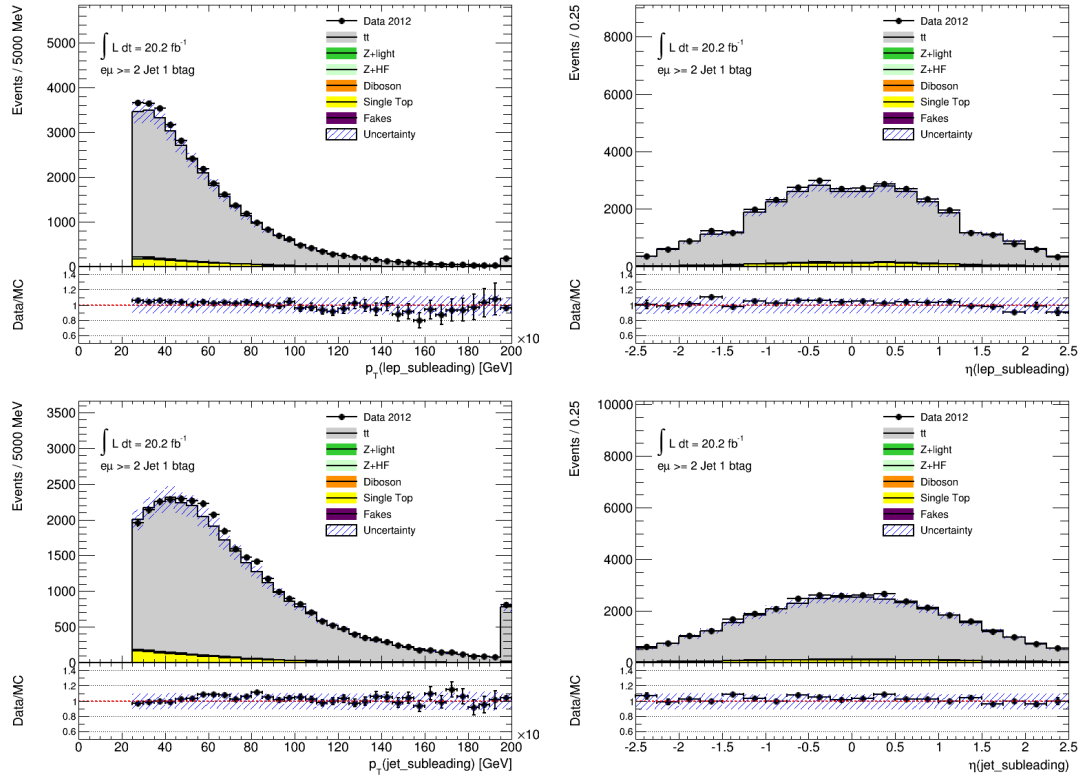 Events / 5000 MeV
5000
4000
3000
2000
1000
0
∫ L dt = 20.2 fb⁻¹
eμ >= 2 Jet 1 btag
Data 2012
tt
Z+light
Z+HF
Diboson
Single Top
Fakes
Uncertainty
Data/MC
1.4
1.2
1.0
0.8
0.6
0 20 40 60 80 100 120 140 160 180 200
×10
p_T(lep_subleading) [GeV]
Events / 0.25
8000
6000
4000
2000
0
∫ L dt = 20.2 fb⁻¹
eμ >= 2 Jet 1 btag
Data 2012
tt
Z+light
Z+HF
Diboson
Single Top
Fakes
Uncertainty
Data/MC
1.4
1.2
1.0
0.8
0.6
-2.5 -2 -1.5 -1 -0.5 0 0.5 1 1.5 2 2.5
η(lep_subleading)
Events / 5000 MeV
3500
3000
2500
2000
1500
1000
500
0
∫ L dt = 20.2 fb⁻¹
eμ >= 2 Jet 1 btag
Data 2012
tt
Z+light
Z+HF
Diboson
Single Top
Fakes
Uncertainty
Data/MC
1.4
1.2
1.0
0.8
0.6
0 20 40 60 80 100 120 140 160 180 200
×10
p_T(jet_subleading) [GeV]
Events / 0.25
10000
8000
6000
4000
2000
0
∫ L dt = 20.2 fb⁻¹
eμ >= 2 Jet 1 btag
Data 2012
tt
Z+light
Z+HF
Diboson
Single Top
Fakes
Uncertainty
Data/MC
1.4
1.2
1.0
0.8
0.6
-2.5 -2 -1.5 -1 -0.5 0 0.5 1 1.5 2 2.5
η(jet_subleading)